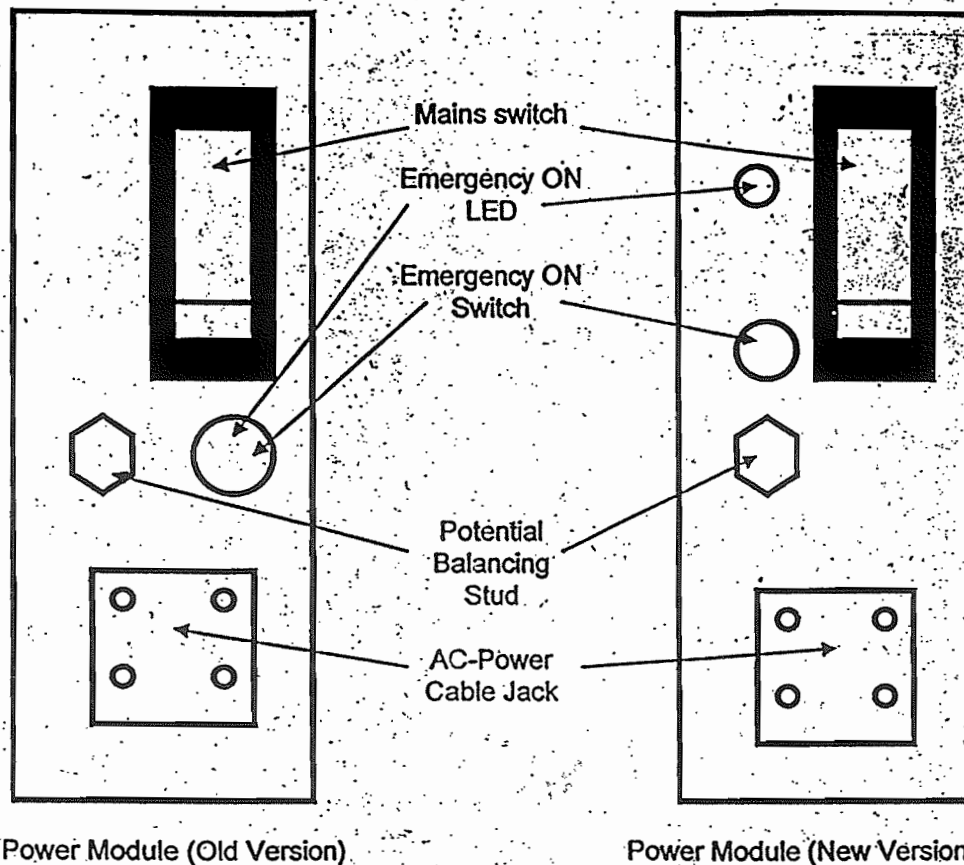 Mains switch
Emergency ON
LED
Emergency ON
Switch
Potential
Balancing
Stud
AC-Power
Cable Jack
Power Module (Old Version)
Power Module (New Version